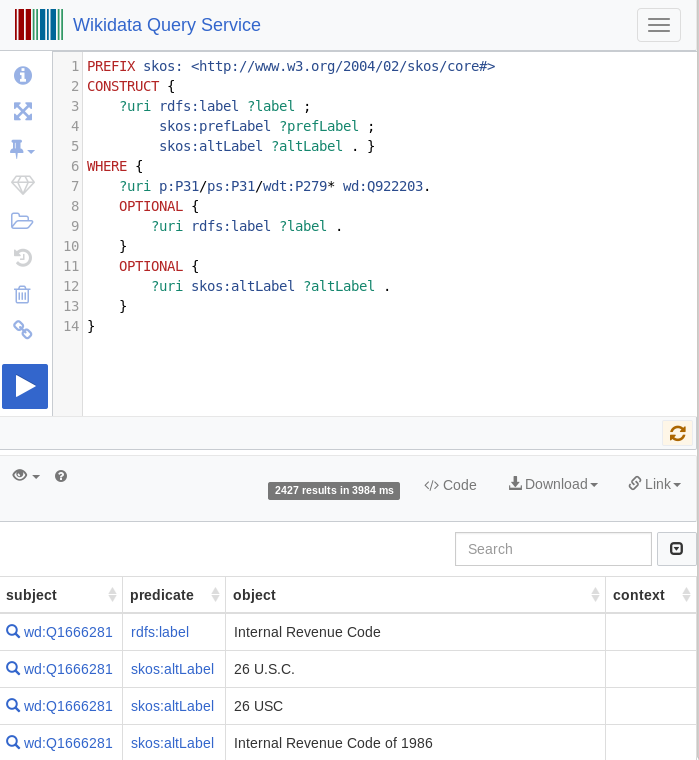 Wikidata Query Service
1 PREFIX skos: <http://www.w3.org/2004/02/skos/core#>
2 CONSTRUCT {
3     ?uri rdfs:label ?label ;
4          skos:prefLabel ?prefLabel ;
5          skos:altLabel ?altLabel . }
6 WHERE {
7     ?uri p:P31/ps:P31/wdt:P279* wd:Q922203.
8     OPTIONAL {
9         ?uri rdfs:label ?label .
10     }
11     OPTIONAL {
12         ?uri skos:altLabel ?altLabel .
13     }
14 }
2427 results in 3984 ms </> Code Download Link
Search
subject predicate object context
wd:Q1666281 rdfs:label Internal Revenue Code
wd:Q1666281 skos:altLabel 26 U.S.C.
wd:Q1666281 skos:altLabel 26 USC
wd:Q1666281 skos:altLabel Internal Revenue Code of 1986